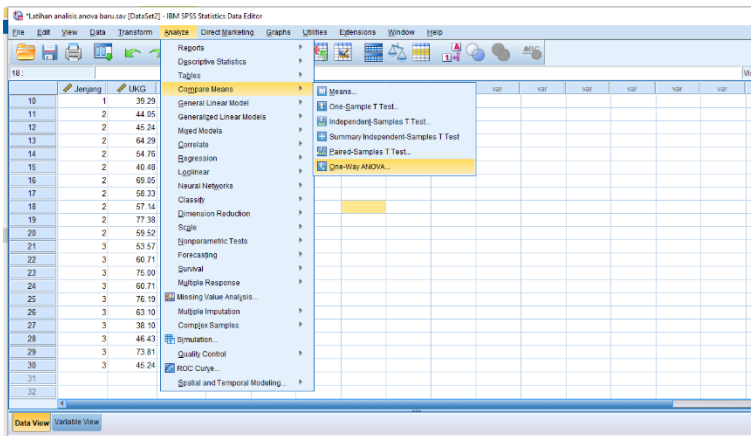 *Latihan analisis anova baru.sav [DataSet2] - IBM SPSS Statistics Data Editor
File Edit View Data Transform Analyze Direct Marketing Graphs Utilities Extensions Window Help
18 :
Jenjang UKG var var var var var var
10 1 39.29
11 2 44.05
12 2 45.24
13 2 64.29
14 2 54.76
15 2 40.48
16 2 69.05
17 2 58.33
18 2 57.14
19 2 77.38
20 2 59.52
21 3 53.57
22 3 60.71
23 3 75.00
24 3 60.71
25 3 76.19
26 3 63.10
27 3 38.10
28 3 46.43
29 3 73.81
30 3 45.24
31
32
Reports
Descriptive Statistics
Tables
Compare Means
General Linear Model
Generalized Linear Models
Mixed Models
Correlate
Regression
Loglinear
Neural Networks
Classify
Dimension Reduction
Scale
Nonparametric Tests
Forecasting
Survival
Multiple Response
Missing Value Analysis...
Multiple Imputation
Complex Samples
Simulation...
Quality Control
ROC Curve...
Spatial and Temporal Modeling...
Means...
One-Sample T Test...
Independent-Samples T Test...
Summary Independent-Samples T Test
Paired-Samples T Test...
One-Way ANOVA...
Data View Variable View